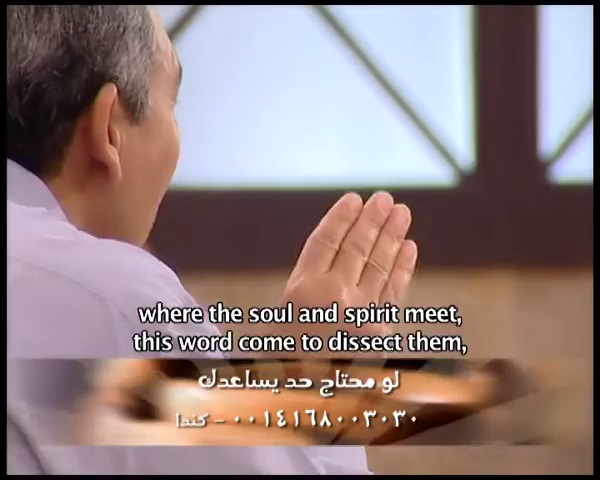 where the soul and spirit meet,
this word come to dissect them,
لو محتاج حد يساعدك
٠٠١٤١٦٨٠٠٣٠٣٠ – كندا